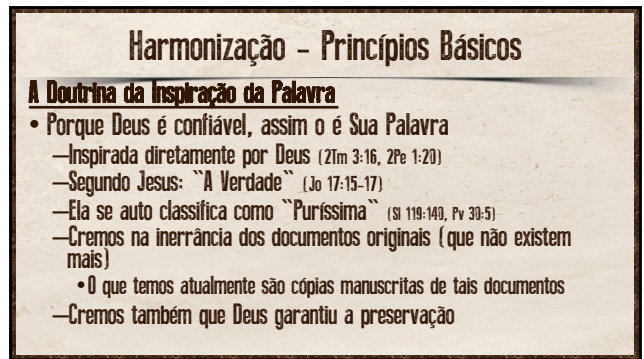 Harmonização - Princípios Básicos
A Doutrina da Inspiração da Palavra
• Porque Deus é confiável, assim o é Sua Palavra
–Inspirada diretamente por Deus (2Tm 3:16, 2Pe 1:20)
–Segundo Jesus: ``A Verdade`` (Jo 17:15-17)
–Ela se auto classifica como ``Puríssima`` (Sl 119:140, Pv 30:5)
–Cremos na inerrância dos documentos originais (que não existem
mais)
•O que temos atualmente são cópias manuscritas de tais documentos
–Cremos também que Deus garantiu a preservação